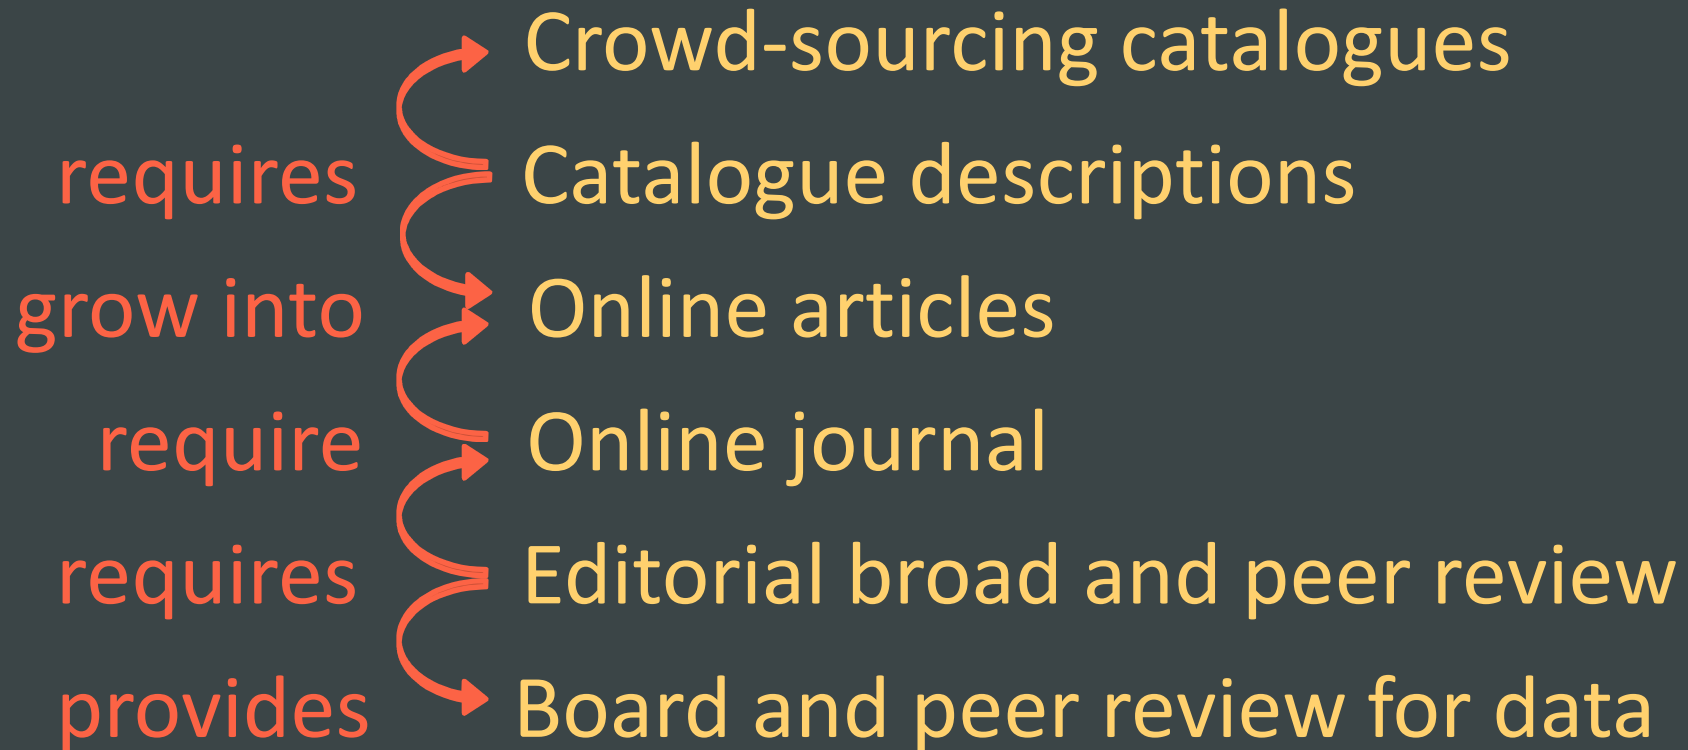 Crowd-sourcing catalogues
requires Catalogue descriptions
grow into Online articles
require Online journal
requires Editorial broad and peer review
provides Board and peer review for data